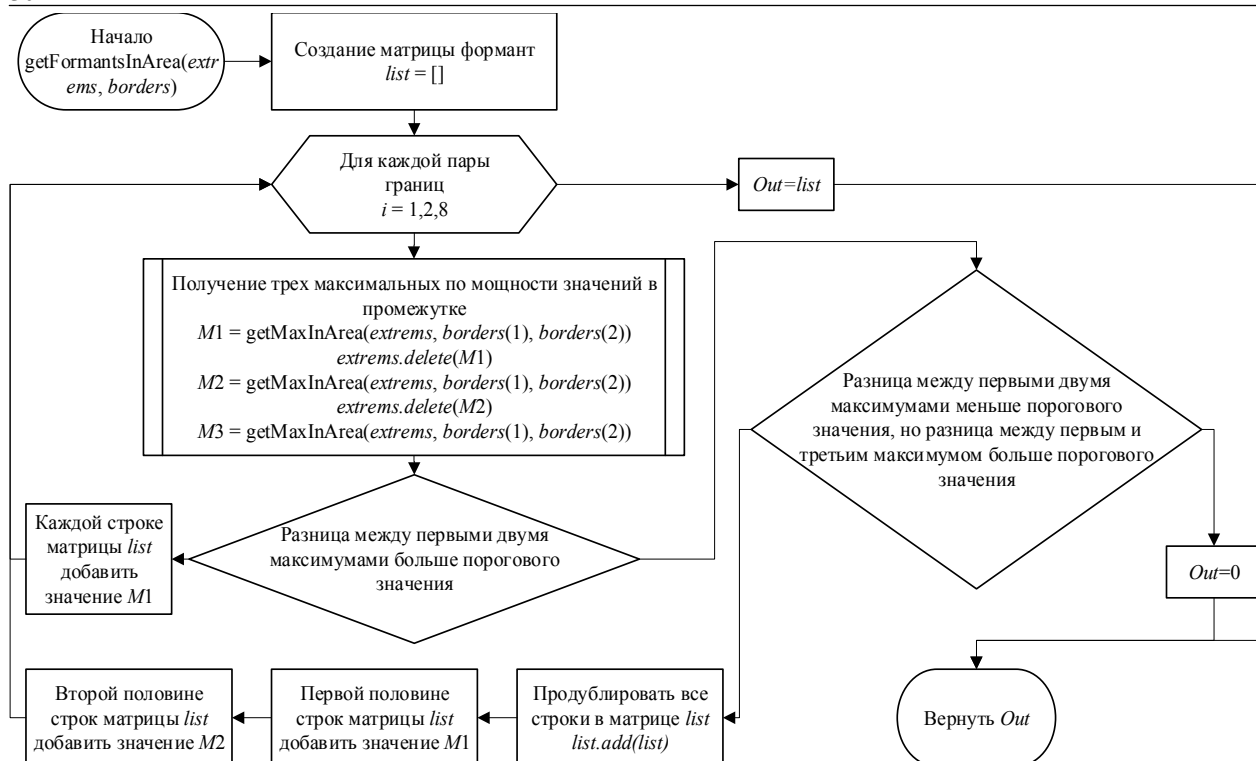 Начало
getFormantsInArea(extr
ems, borders)
Создание матрицы формант
list = []
Для каждой пары
границ
i = 1,2,8
Out=list
Получение трех максимальных по мощности значений в
промежутке
M1 = getMaxInArea(extrems, borders(1), borders(2))
extrems.delete(M1)
M2 = getMaxInArea(extrems, borders(1), borders(2))
extrems.delete(M2)
M3 = getMaxInArea(extrems, borders(1), borders(2))
Разница между первыми двумя
максимумами меньше порогового
значения, но разница между первым и
третьим максимумом больше порогового
значения
Каждой строке
матрицы list
добавить
значение M1
Разница между первыми двумя
максимумами больше порогового
значения
Out=0
Второй половине
строк матрицы list
добавить значение M2
Первой половине
строк матрицы list
добавить значение M1
Продублировать все
строки в матрице list
list.add(list)
Вернуть Out